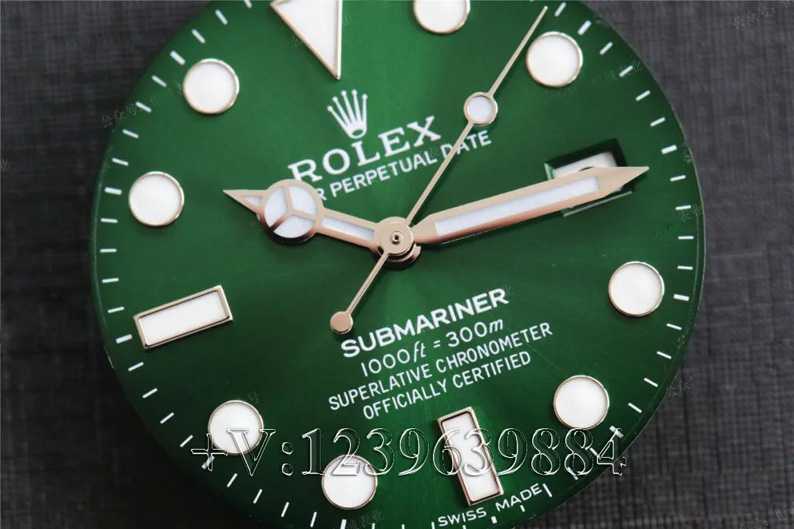 ROLEX
PERPETUAL DATE
SUBMARINER
1000ft = 300m
SUPERLATIVE CHRONOMETER
OFFICIALLY CERTIFIED
+V:1239639884
SWISS MADE